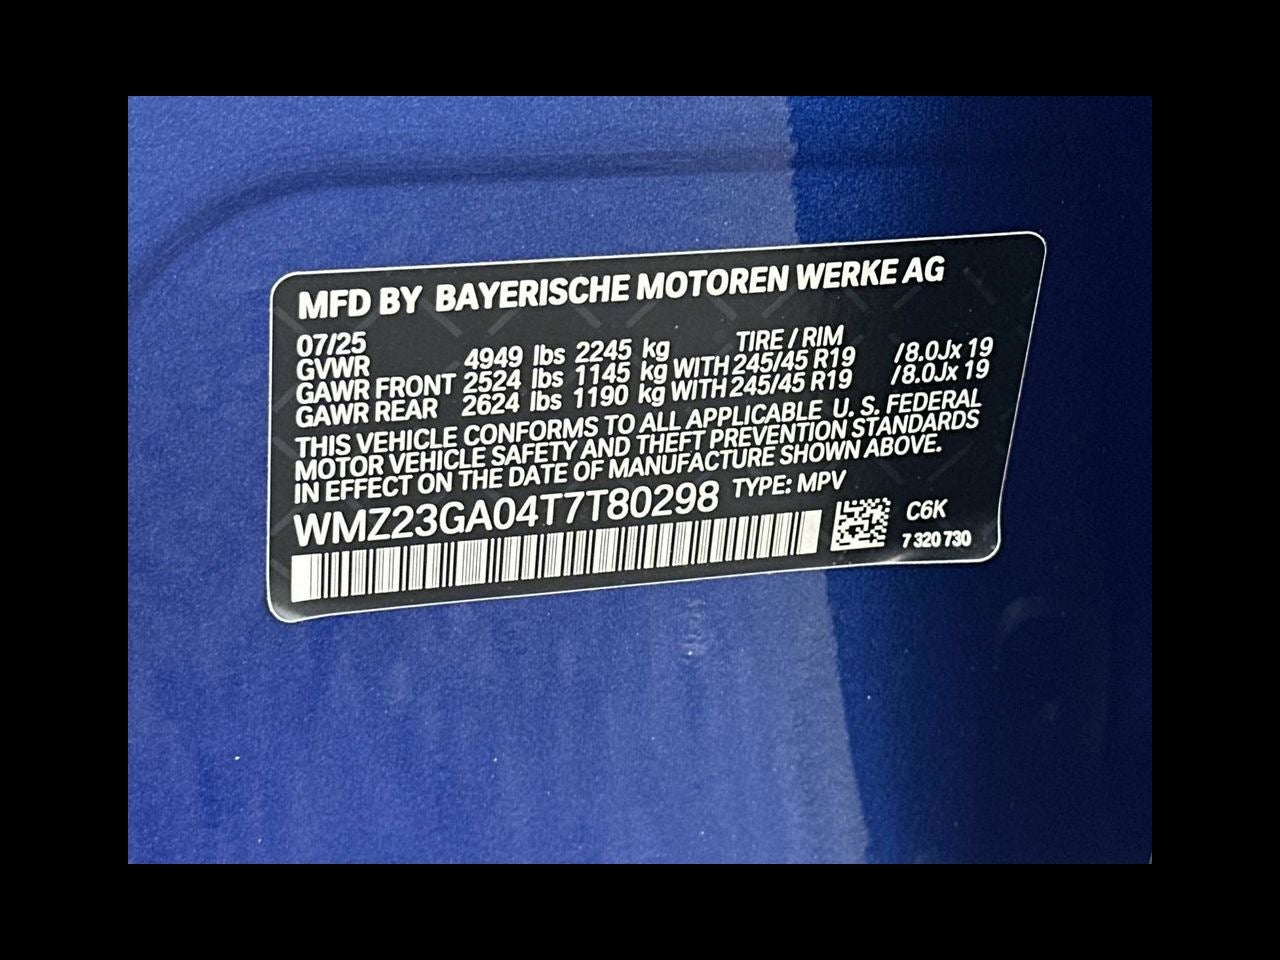 MFD BY BAYERISCHE MOTOREN WERKE AG
07/25 TIRE / RIM
GVWR 4949 lbs 2245 kg
GAWR FRONT 2524 lbs 1145 kg WITH 245/45 R19 /8.0Jx 19
GAWR REAR 2624 lbs 1190 kg WITH 245/45 R19 /8.0Jx 19
THIS VEHICLE CONFORMS TO ALL APPLICABLE U. S. FEDERAL
MOTOR VEHICLE SAFETY AND THEFT PREVENTION STANDARDS
IN EFFECT ON THE DATE OF MANUFACTURE SHOWN ABOVE.
WMZ23GA04T7T80298 TYPE: MPV
C6K
7 320 730